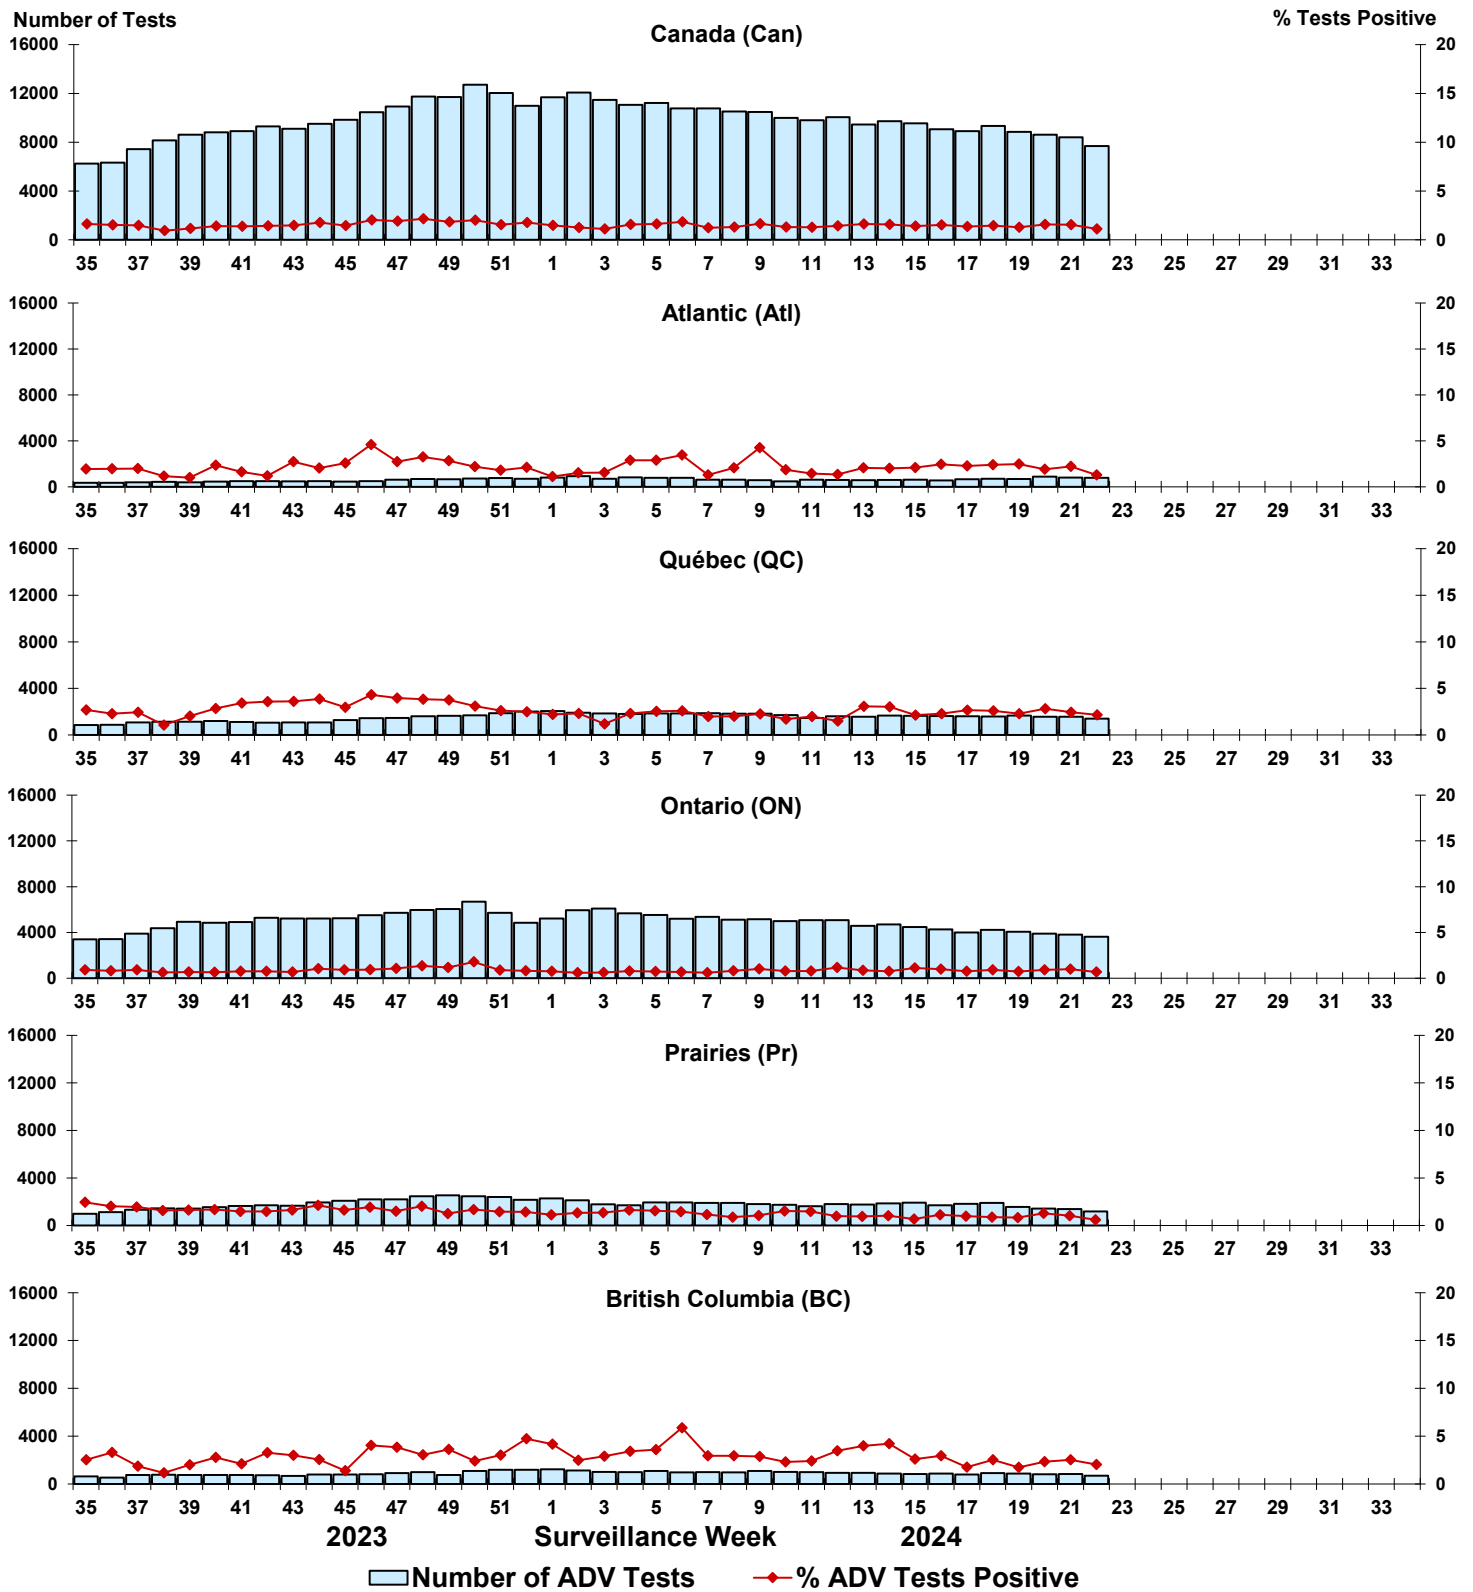 Number of Tests % Tests Positive
Canada (Can)
16000 20
12000 15
8000 10
4000 5
0 0
35 37 39 41 43 45 47 49 51 1 3 5 7 9 11 13 15 17 19 21 23 25 27 29 31 33
Atlantic (Atl)
16000 20
12000 15
8000 10
4000 5
0 0
35 37 39 41 43 45 47 49 51 1 3 5 7 9 11 13 15 17 19 21 23 25 27 29 31 33
Québec (QC)
16000 20
12000 15
8000 10
4000 5
0 0
35 37 39 41 43 45 47 49 51 1 3 5 7 9 11 13 15 17 19 21 23 25 27 29 31 33
Ontario (ON)
16000 20
12000 15
8000 10
4000 5
0 0
35 37 39 41 43 45 47 49 51 1 3 5 7 9 11 13 15 17 19 21 23 25 27 29 31 33
Prairies (Pr)
16000 20
12000 15
8000 10
4000 5
0 0
35 37 39 41 43 45 47 49 51 1 3 5 7 9 11 13 15 17 19 21 23 25 27 29 31 33
British Columbia (BC)
16000 20
12000 15
8000 10
4000 5
0 0
35 37 39 41 43 45 47 49 51 1 3 5 7 9 11 13 15 17 19 21 23 25 27 29 31 33
2023 Surveillance Week 2024
Number of ADV Tests % ADV Tests Positive